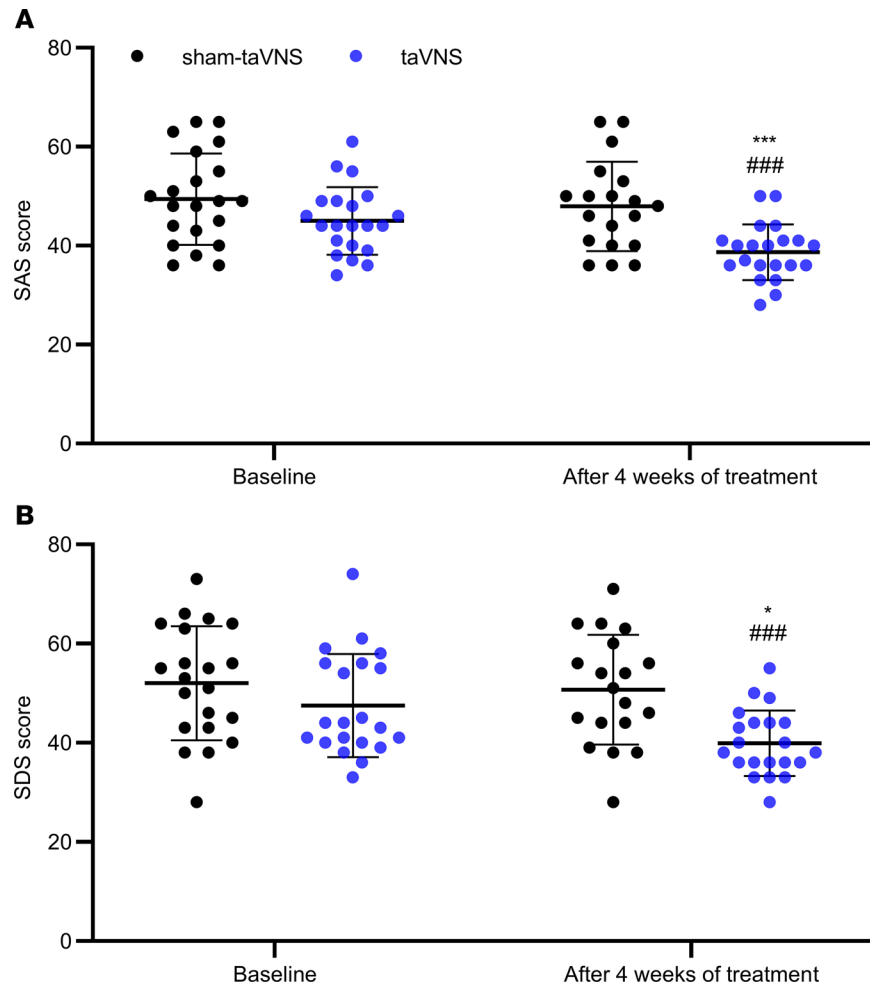 A
80
sham-taVNS taVNS
60
***
###
40
20
0
SAS score
Baseline After 4 weeks of treatment
B
80
60
*
###
40
20
0
SDS score
Baseline After 4 weeks of treatment